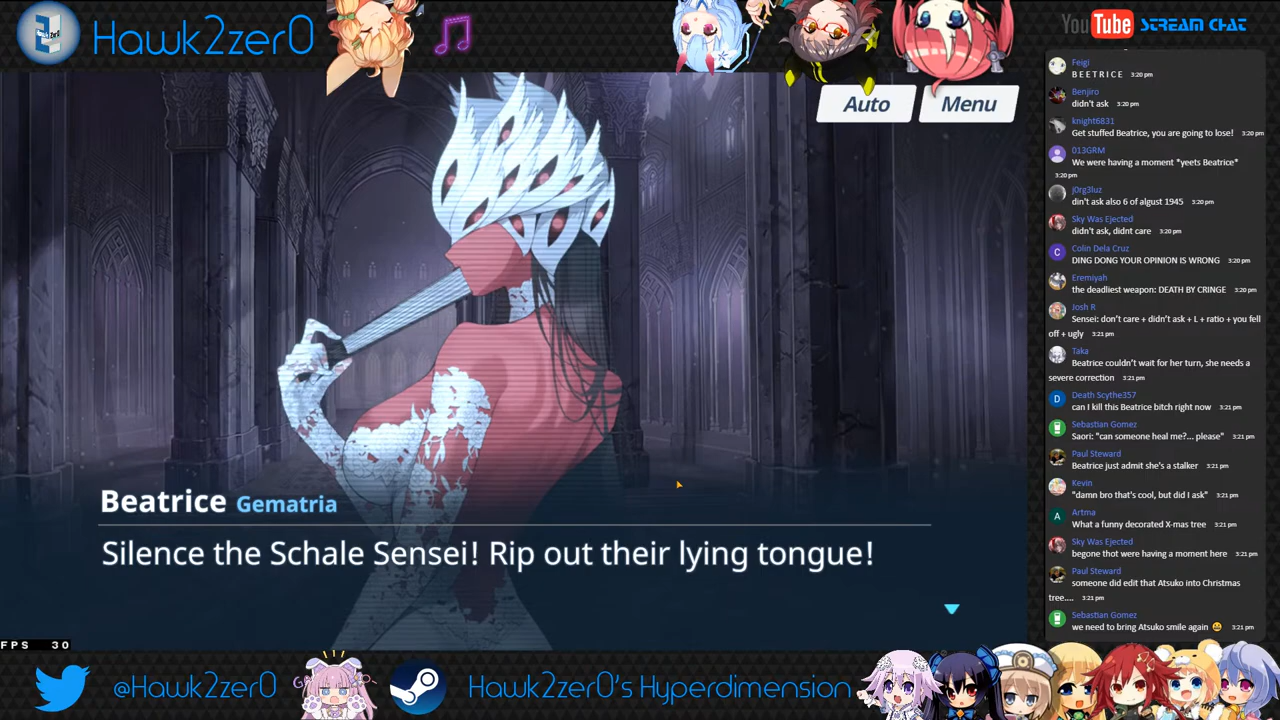 Hawk2zer0
YouTube STREAM CHAT
Auto
Menu
Feigi
B E E T R I C E 3:20 pm
Benjiro
didn't ask 3:20 pm
knight6831
Get stuffed Beatrice, you are going to lose! 3:20 pm
013GRM
We were having a moment *yeets Beatrice*
3:20 pm
j0rg3luz
din't ask also 6 of algust 1945 3:20 pm
Sky Was Ejected
didn't ask, didnt care 3:20 pm
Colin Dela Cruz
DING DONG YOUR OPINION IS WRONG 3:20 pm
Eremiyah
the deadliest weapon: DEATH BY CRINGE 3:20 pm
Josh R
Sensei: don't care + didn't ask + L + ratio + you fell
off + ugly 3:21 pm
Taka
Beatrice couldn't wait for her turn, she needs a
severe correction 3:21 pm
Death Scythe357
can I kill this Beatrice bitch right now 3:21 pm
Sebastian Gomez
Saori: "can someone heal me?... please" 3:21 pm
Paul Steward
Beatrice just admit she's a stalker 3:21 pm
Kevin
"damn bro that's cool, but did I ask" 3:21 pm
Artma
What a funny decorated X-mas tree 3:21 pm
Sky Was Ejected
begone thot were having a moment here 3:21 pm
Paul Steward
someone did edit that Atsuko into Christmas
tree.... 3:21 pm
Sebastian Gomez
we need to bring Atsuko smile again 3:21 pm
Beatrice Gematria
Silence the Schale Sensei! Rip out their lying tongue!
FPS 30
@Hawk2zer0
Hawk2zer0's Hyperdimension